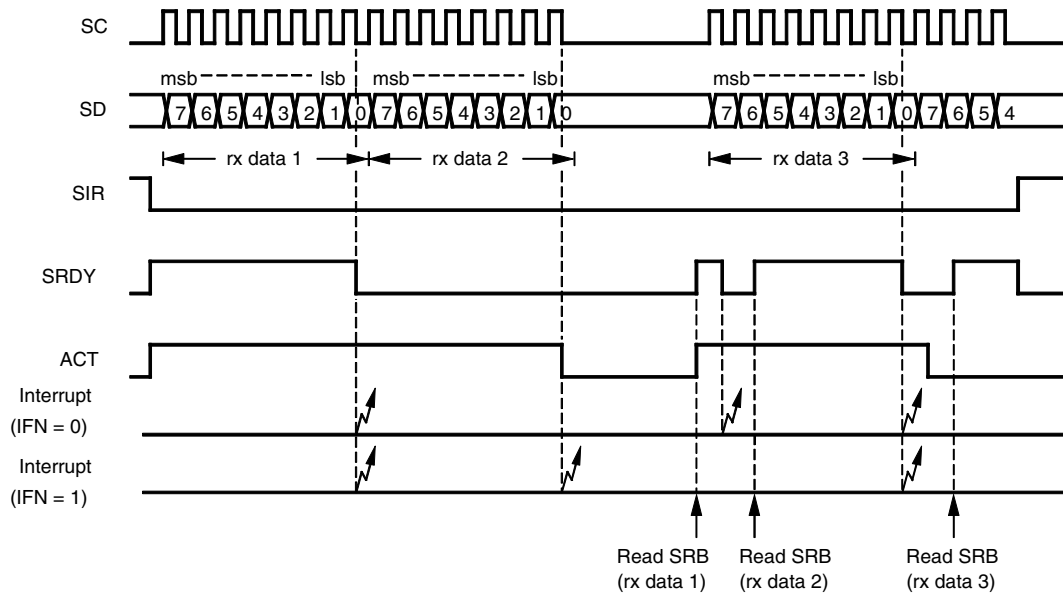 SC
msb lsb msb lsb msb lsb
SD 7 6 5 4 3 2 1 0 7 6 5 4 3 2 1 0 7 6 5 4 3 2 1 0 7 6 5 4
rx data 1 rx data 2 rx data 3
SIR
SRDY
ACT
Interrupt
(IFN = 0)
Interrupt
(IFN = 1)
Read SRB
(rx data 1)
Read SRB
(rx data 2)
Read SRB
(rx data 3)